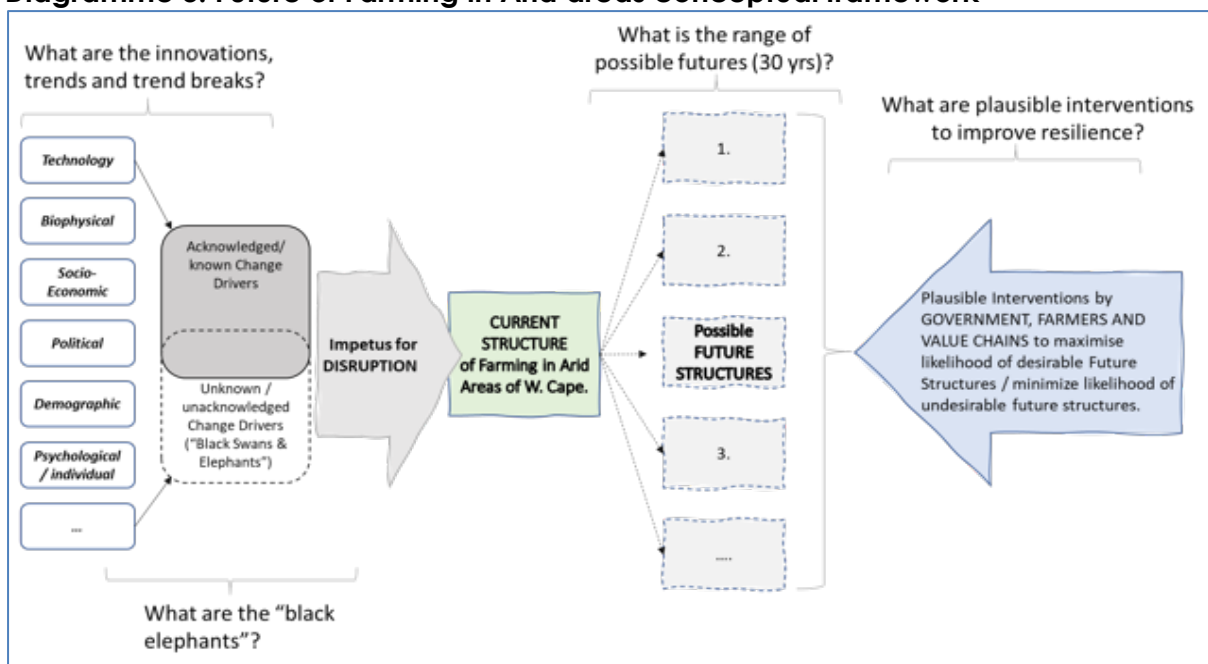 Diagramme of Farming in Arid areas Conceptual framework
What are the innovations,
trends and trend breaks?
Technology
Biophysical
Socio-
Economic
Political
Demographic
Psychological
/ individual
...
Acknowledged/
known Change
Drivers
Unknown /
unacknowledged
Change Drivers
("Black Swans &
Elephants")
What are the "black
elephants"?
Impetus for
DISRUPTION
CURRENT
STRUCTURE
of Farming in Arid
Areas of W. Cape.
What is the range of
possible futures (30 yrs)?
1.
2.
Possible
FUTURE
STRUCTURES
3.
....
What are plausible interventions
to improve resilience?
Plausible Interventions by
GOVERNMENT, FARMERS AND
VALUE CHAINS to maximise
likelihood of desirable Future
Structures / minimize likelihood of
undesirable future structures.